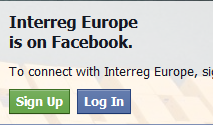 Interreg Europe
is on Facebook.
To connect with Interreg Europe, sig
Sign Up Log In